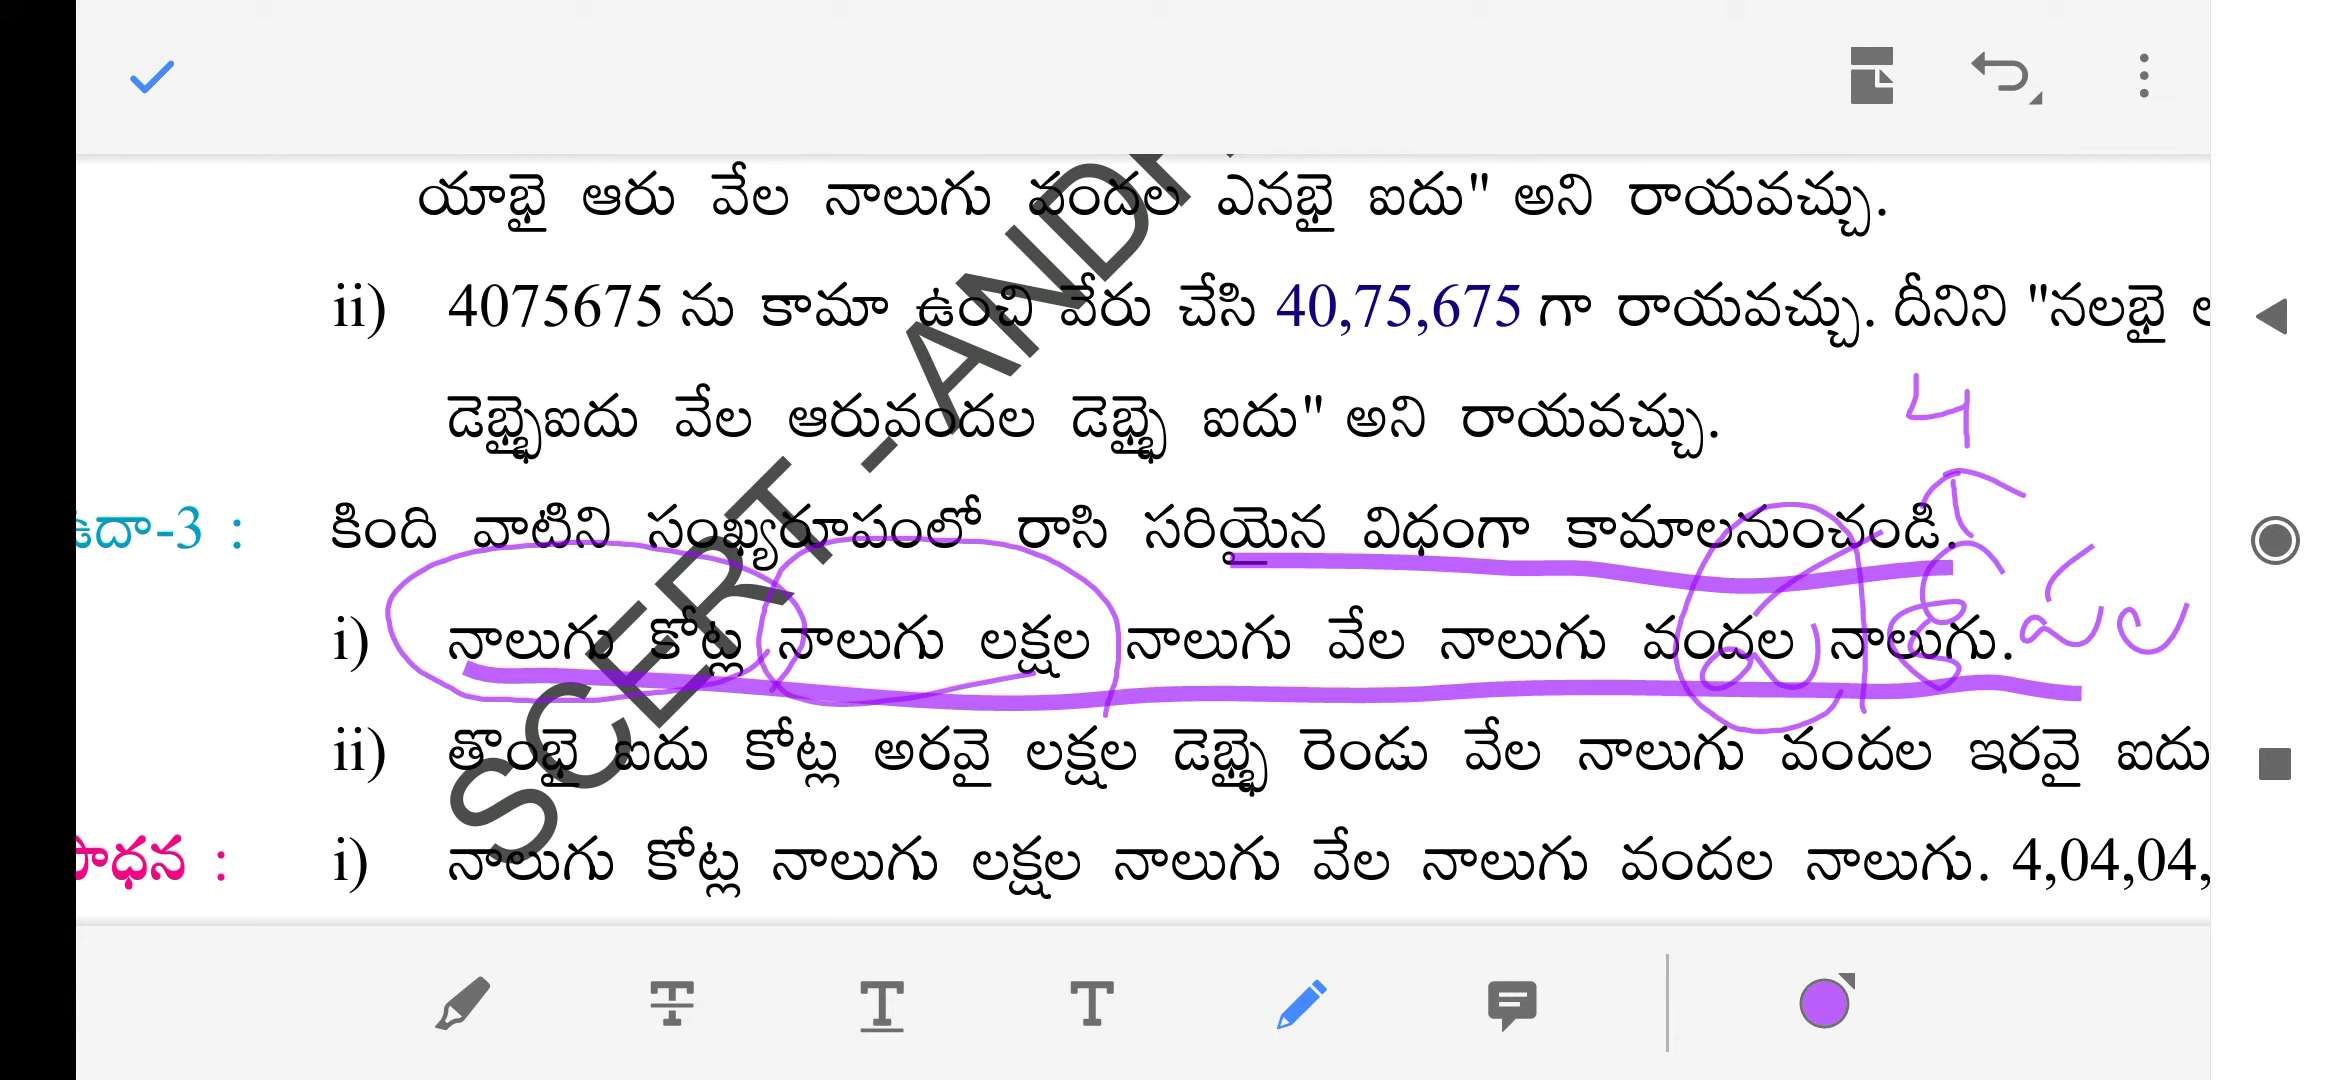 యాభై ఆరు వేల నాలుగు వందల ఎనభై ఐదు" అని రాయవచ్చు.
ii) 4075675 ను కామా ఉంచి వేరు చేసి 40,75,675 గా రాయవచ్చు. దీనిని "నలభై
4
డెబ్భైఐదు వేల ఆరువందల డెబ్భై ఐదు" అని రాయవచ్చు.
ఉదా-3 : కింది వాటిని సంఖ్యరూపంలో రాసి సరియైన విధంగా కామాలనుంచండి.
i) నాలుగు కోట్ల నాలుగు లక్షల నాలుగు వేల నాలుగు వందల నాలుగు.
ii) తొంభై ఐదు కోట్ల అరవై లక్షల డెబ్భై రెండు వేల నాలుగు వందల ఇరవై ఐదు
సాధన : i) నాలుగు కోట్ల నాలుగు లక్షల నాలుగు వేల నాలుగు వందల నాలుగు. 4,04,04,
SCERT - ANDH